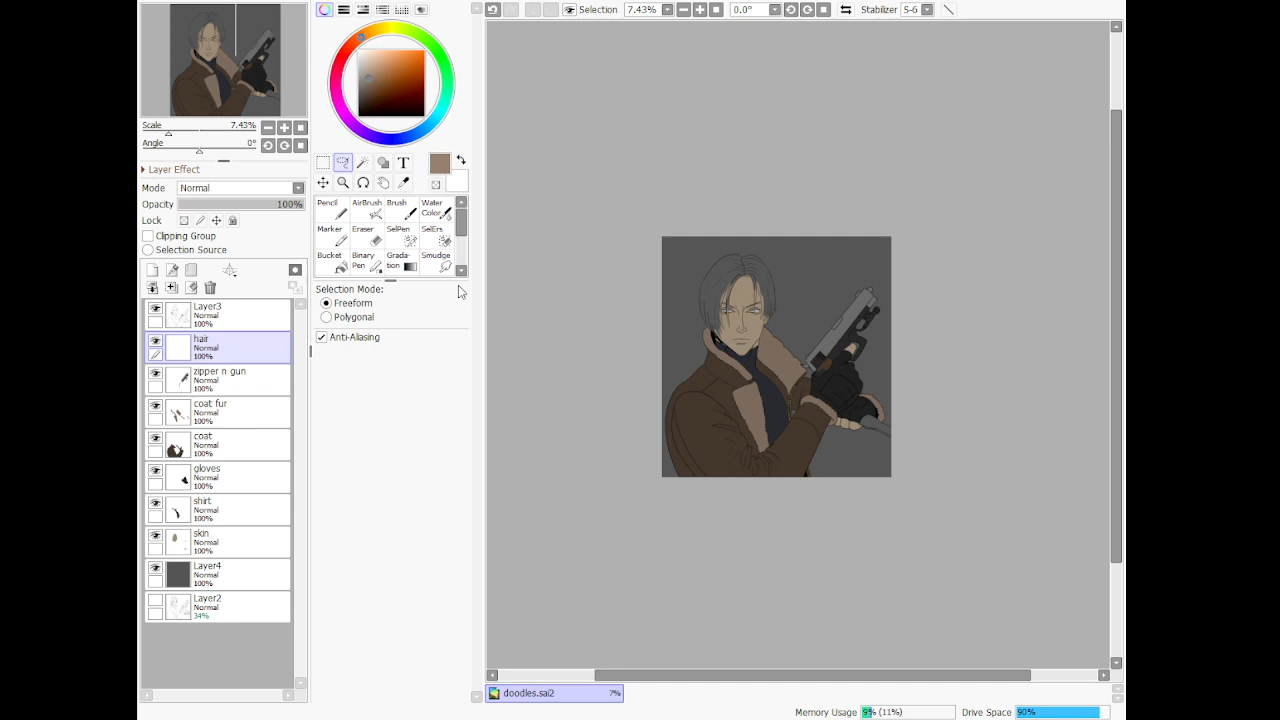 Selection 7.43% 0.0° Stabilizer S-6
Scale 7.43%
Angle 0°
Layer Effect
Mode Normal
Opacity 100%
Lock
Clipping Group
Selection Source
Layer3
Normal
100%
hair
Normal
100%
zipper n gun
Normal
100%
coat fur
Normal
100%
coat
Normal
100%
gloves
Normal
100%
shirt
Normal
100%
skin
Normal
100%
Layer4
Normal
100%
Layer2
Normal
34%
T
Pencil AirBrush Brush Water Color
Marker Eraser SelPen SelErs
Bucket Binary Pen Grada-tion Smudge
Selection Mode:
Freeform
Polygonal
Anti-Aliasing
doodles.sai2 7%
Memory Usage 9% (11%) Drive Space 90%